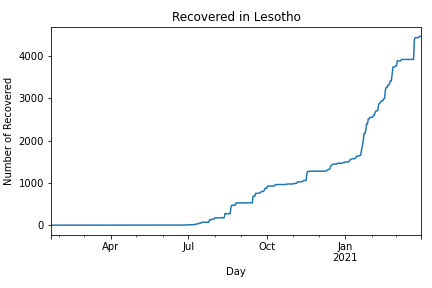 Recovered in Lesotho
Number of Recovered
4000
3000
2000
1000
0
Apr
Jul
Oct
Jan
2021
Day